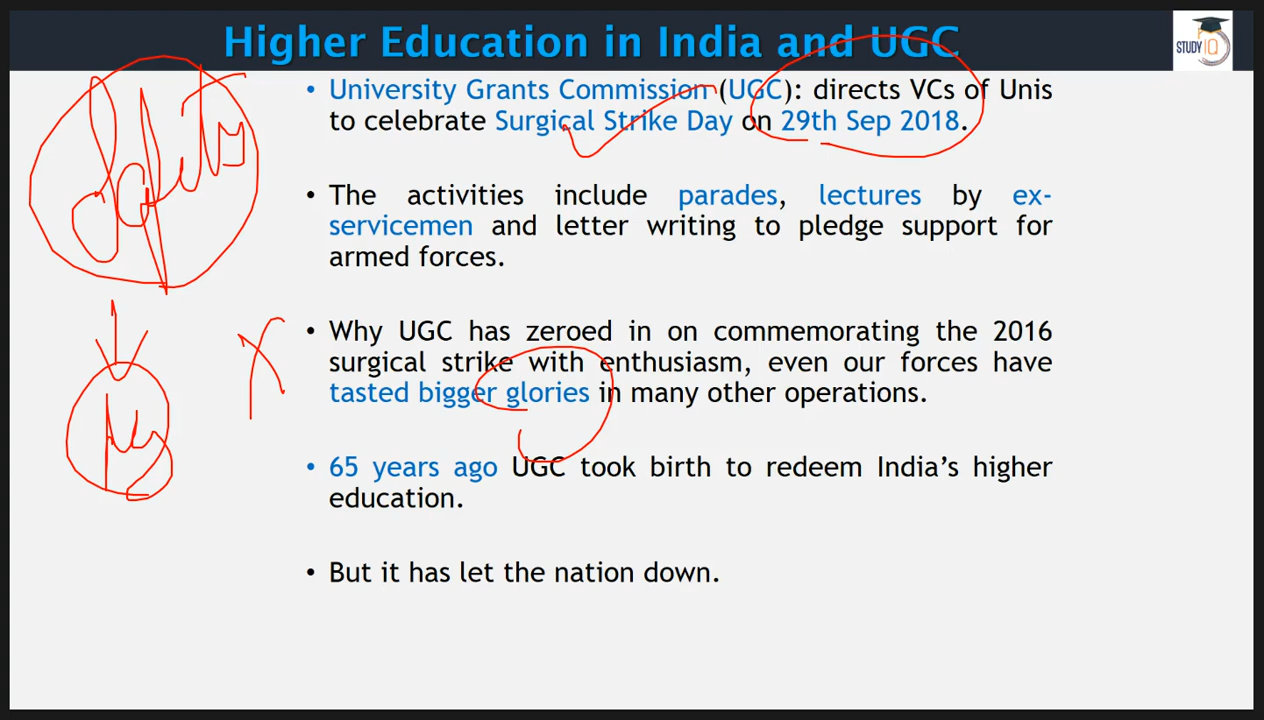 Higher Education in India and UGC
STUDY IQ
• University Grants Commission (UGC): directs VCs of Unis
to celebrate Surgical Strike Day on 29th Sep 2018.
• The activities include parades, lectures by ex-
servicemen and letter writing to pledge support for
armed forces.
• Why UGC has zeroed in on commemorating the 2016
surgical strike with enthusiasm, even our forces have
tasted bigger glories in many other operations.
• 65 years ago UGC took birth to redeem India’s higher
education.
• But it has let the nation down.